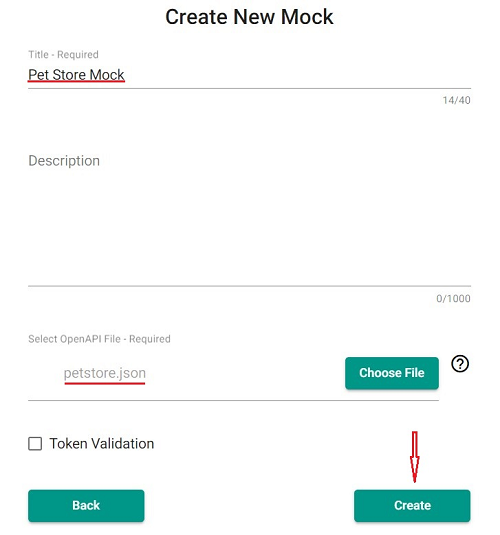 Create New Mock
Title - Required
Pet Store Mock
14/40
Description
0/1000
Select OpenAPI File - Required
petstore.json
Choose File
?
Token Validation
Back
Create